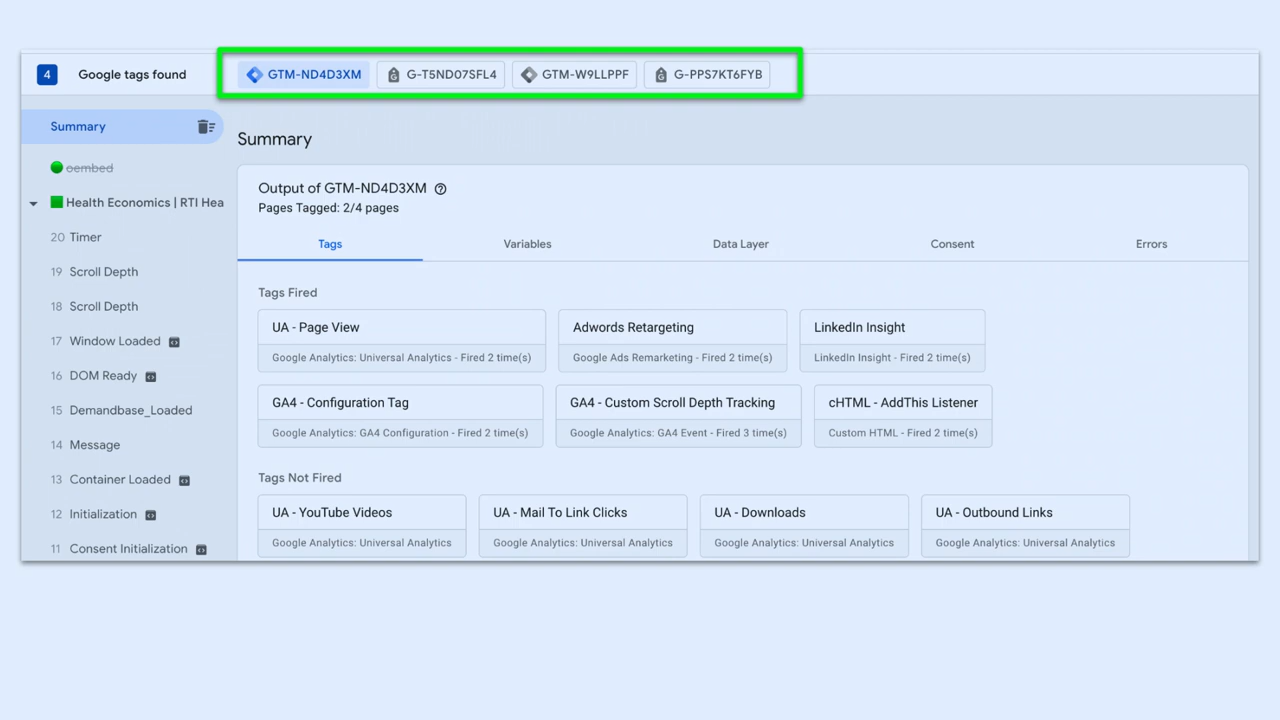 4 Google tags found GTM-ND4D3XM G-T5ND07SFL4 GTM-W9LLPPF G-PPS7KT6FYB
Summary
oembed
Health Economics | RTI Hea
20 Timer
19 Scroll Depth
18 Scroll Depth
17 Window Loaded
16 DOM Ready
15 Demandbase_Loaded
14 Message
13 Container Loaded
12 Initialization
11 Consent Initialization
Summary
Output of GTM-ND4D3XM
Pages Tagged: 2/4 pages
Tags Variables Data Layer Consent Errors
Tags Fired
UA - Page View
Google Analytics: Universal Analytics - Fired 2 time(s)
Adwords Retargeting
Google Ads Remarketing - Fired 2 time(s)
LinkedIn Insight
LinkedIn Insight - Fired 2 time(s)
GA4 - Configuration Tag
Google Analytics: GA4 Configuration - Fired 2 time(s)
GA4 - Custom Scroll Depth Tracking
Google Analytics: GA4 Event - Fired 3 time(s)
cHTML - AddThis Listener
Custom HTML - Fired 2 time(s)
Tags Not Fired
UA - YouTube Videos
Google Analytics: Universal Analytics
UA - Mail To Link Clicks
Google Analytics: Universal Analytics
UA - Downloads
Google Analytics: Universal Analytics
UA - Outbound Links
Google Analytics: Universal Analytics